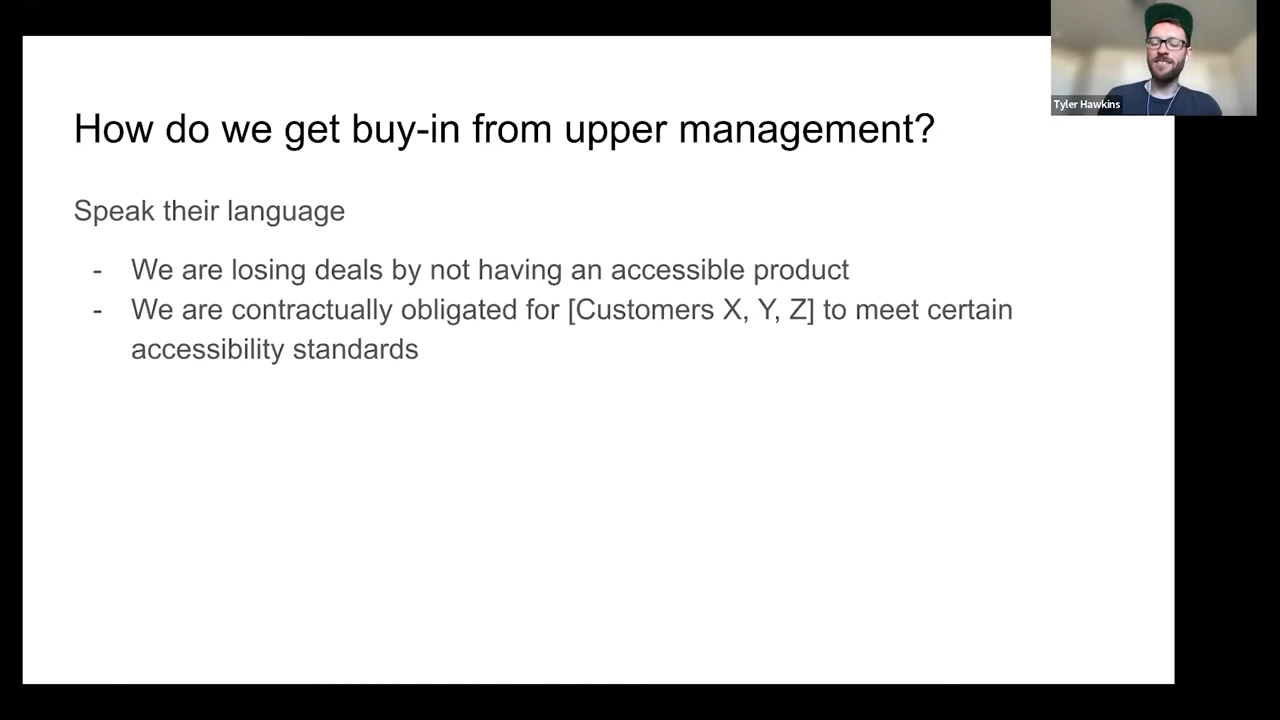 How do we get buy-in from upper management?
Tyler Hawkins
Speak their language
- We are losing deals by not having an accessible product
- We are contractually obligated for [Customers X, Y, Z] to meet certain
accessibility standards